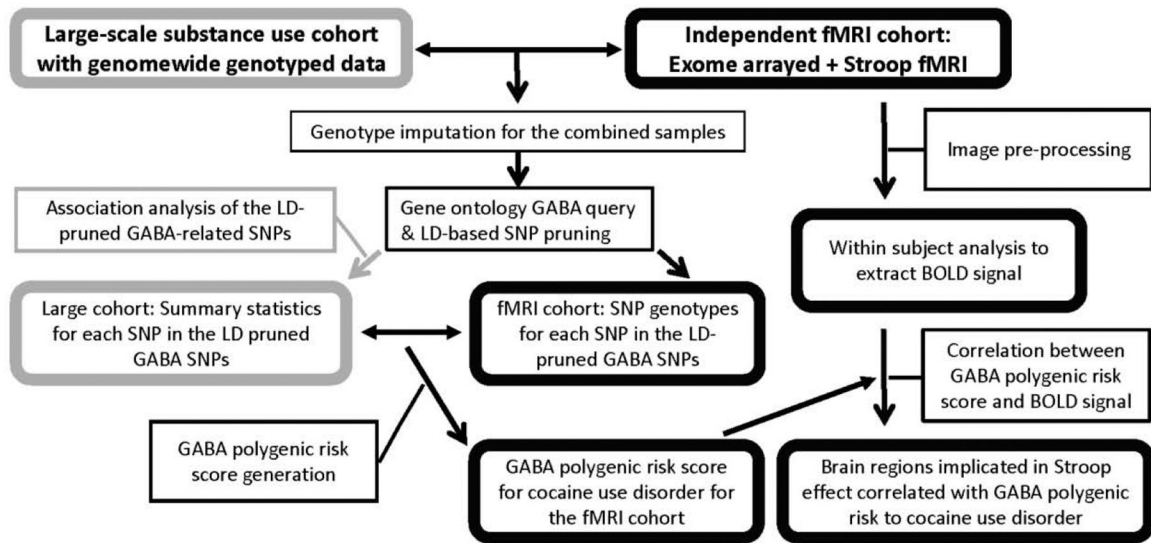 Large-scale substance use cohort
with genomewide genotyped data
Independent fMRI cohort:
Exome arrayed + Stroop fMRI
Genotype imputation for the combined samples
Image pre-processing
Association analysis of the LD-
pruned GABA-related SNPs
Gene ontology GABA query
& LD-based SNP pruning
Within subject analysis to
extract BOLD signal
Large cohort: Summary statistics
for each SNP in the LD pruned
GABA SNPs
fMRI cohort: SNP genotypes
for each SNP in the LD-
pruned GABA SNPs
Correlation between
GABA polygenic risk
score and BOLD signal
GABA polygenic risk
score generation
GABA polygenic risk score
for cocaine use disorder for
the fMRI cohort
Brain regions implicated in Stroop
effect correlated with GABA polygenic
risk to cocaine use disorder